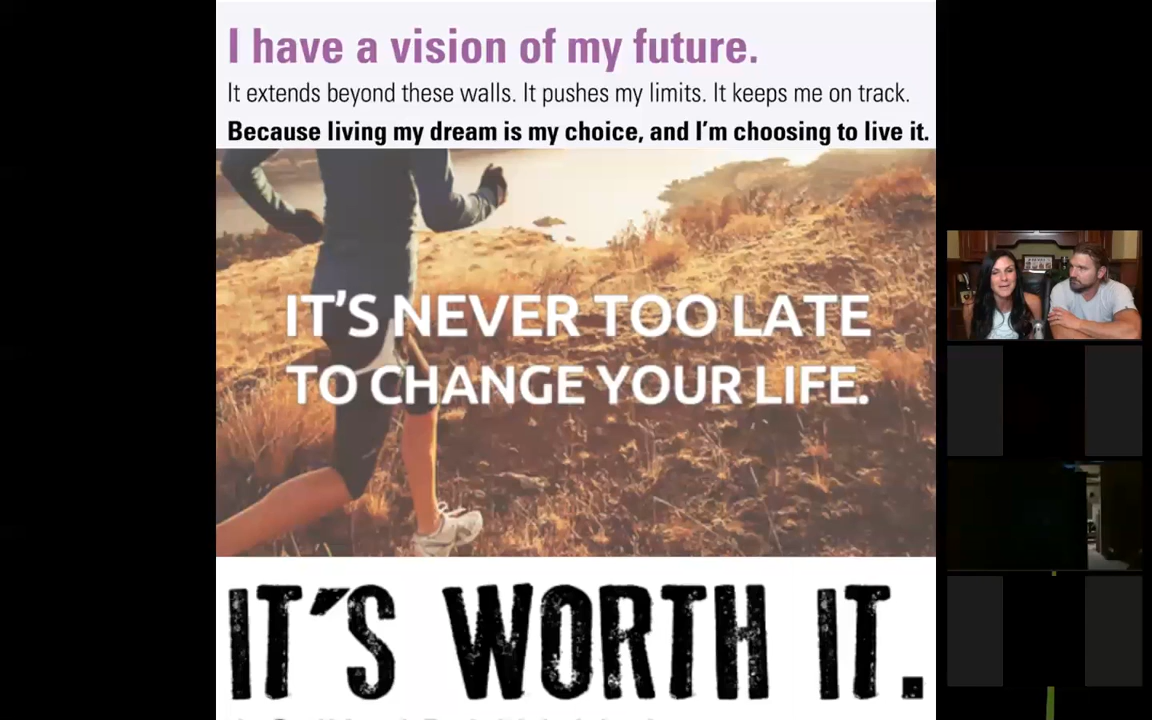 I have a vision of my future.
It extends beyond these walls. It pushes my limits. It keeps me on track.
Because living my dream is my choice, and I'm choosing to live it.
IT'S NEVER TOO LATE
TO CHANGE YOUR LIFE.
IT'S WORTH IT.